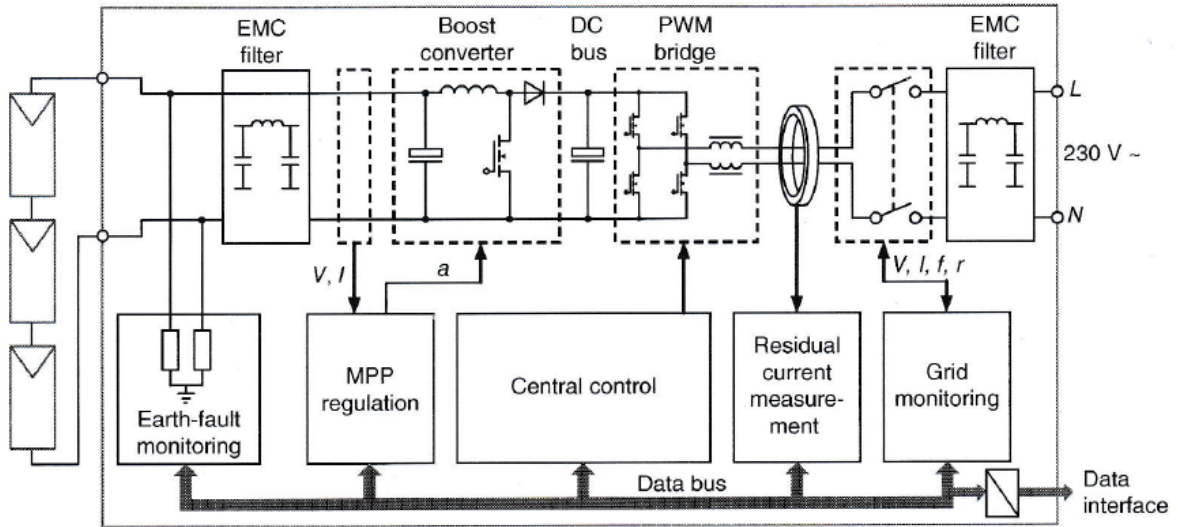 EMC
filter
Boost
converter
DC
bus
PWM
bridge
EMC
filter
L
230 V ~
N
V, I
a
V, I, f, r
Earth-fault
monitoring
MPP
regulation
Central control
Residual
current
measure-
ment
Grid
monitoring
Data bus
Data
interface